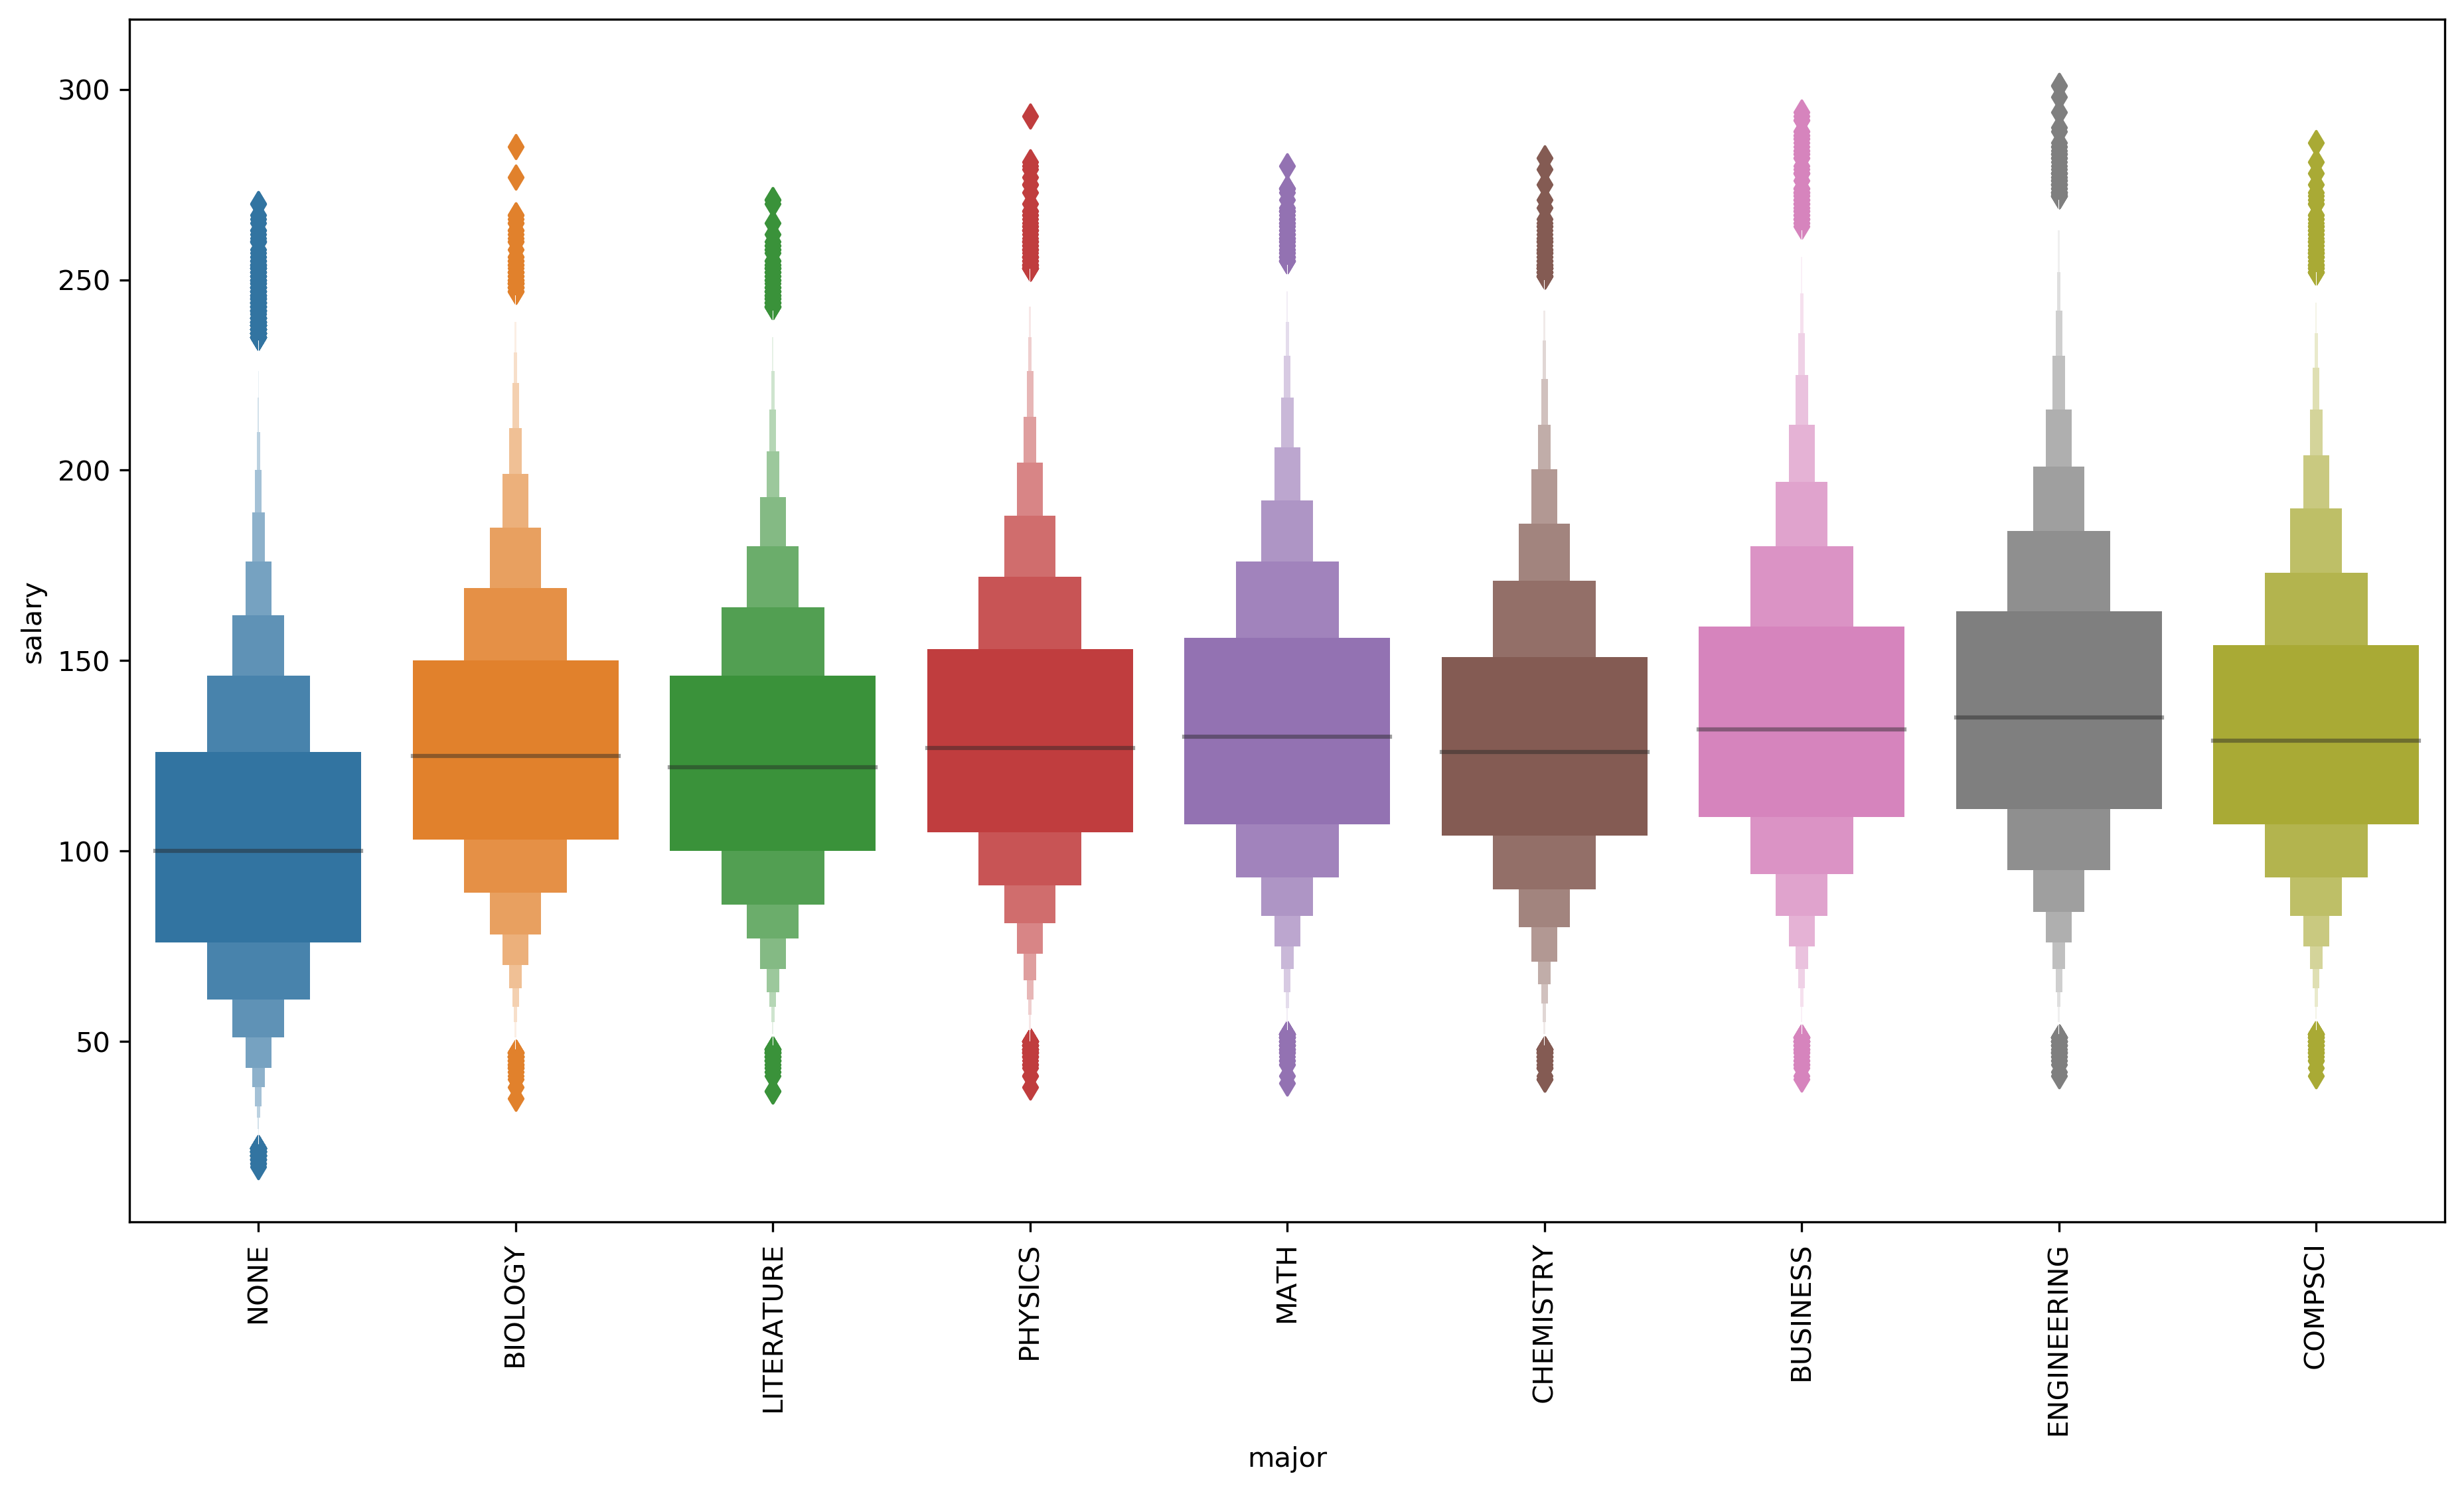 300
250
200
150
100
50
salary
NONE
BIOLOGY
LITERATURE
PHYSICS
MATH
CHEMISTRY
BUSINESS
ENGINEERING
COMPSCI
major